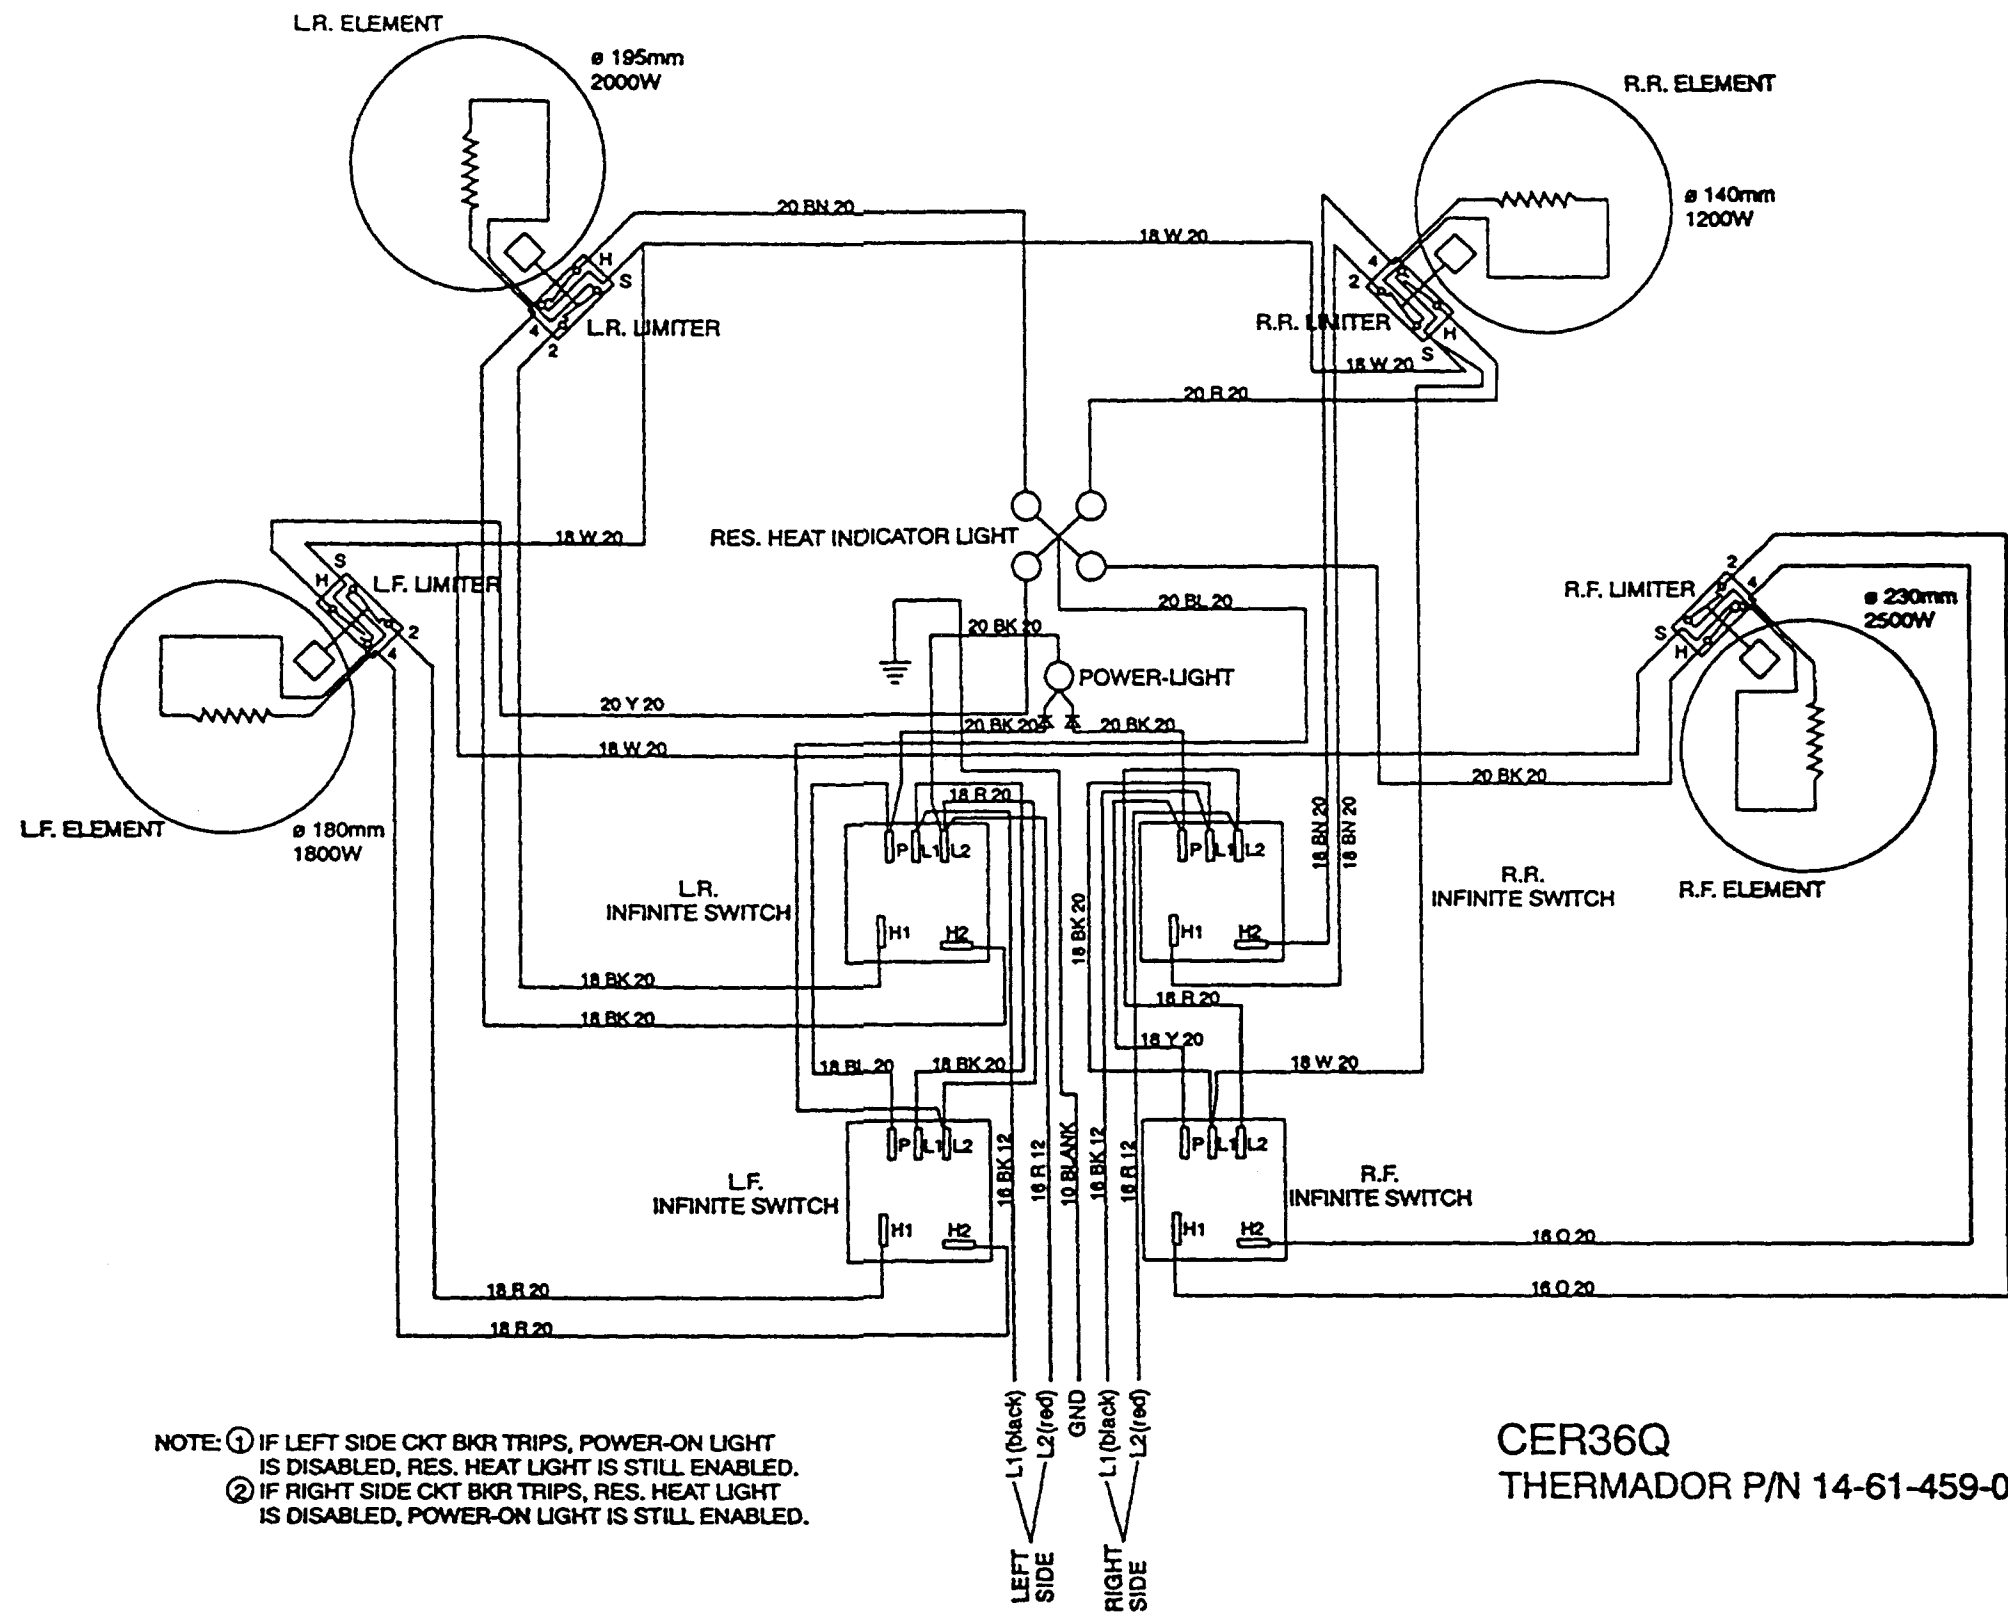 L.R. ELEMENT
ø 195mm
2000W
R.R. ELEMENT
ø 140mm
1200W
20 BN 20
18 W 20
H
S
4
2
L.R. LIMITER
4
2
R.R. LIMITER
H
S
18 W 20
20 R 20
RES. HEAT INDICATOR LIGHT
18 W 20
S
H
L.F. LIMITER
2
4
R.F. LIMITER
2
4
S
H
ø 230mm
2500W
20 BL 20
20 BK 20
POWER-LIGHT
20 Y 20
20 BK 20
20 BK 20
18 W 20
20 BK 20
L.F. ELEMENT
ø 180mm
1800W
18 R 20
P L1 L2
P L1 L2
18 BN 20
18 BN 20
L.R.
INFINITE SWITCH
R.R.
INFINITE SWITCH
R.F. ELEMENT
H1 H2
H1 H2
18 BK 20
18 BK 20
18 BK 20
18 R 20
18 Y 20
18 BL 20
18 BK 20
18 W 20
P L1 L2
P L1 L2
16 BK 12
16 R 12
10 BLANK
16 BK 12
16 R 12
L.F.
INFINITE SWITCH
R.F.
INFINITE SWITCH
H1 H2
H1 H2
16 O 20
16 O 20
18 R 20
18 R 20
L1(black)
L2(red)
GND
L1(black)
L2(red)
LEFT
SIDE
RIGHT
SIDE
NOTE: ① IF LEFT SIDE CKT BKR TRIPS, POWER-ON LIGHT
IS DISABLED, RES. HEAT LIGHT IS STILL ENABLED.
② IF RIGHT SIDE CKT BKR TRIPS, RES. HEAT LIGHT
IS DISABLED, POWER-ON LIGHT IS STILL ENABLED.
CER36Q
THERMADOR P/N 14-61-459-0